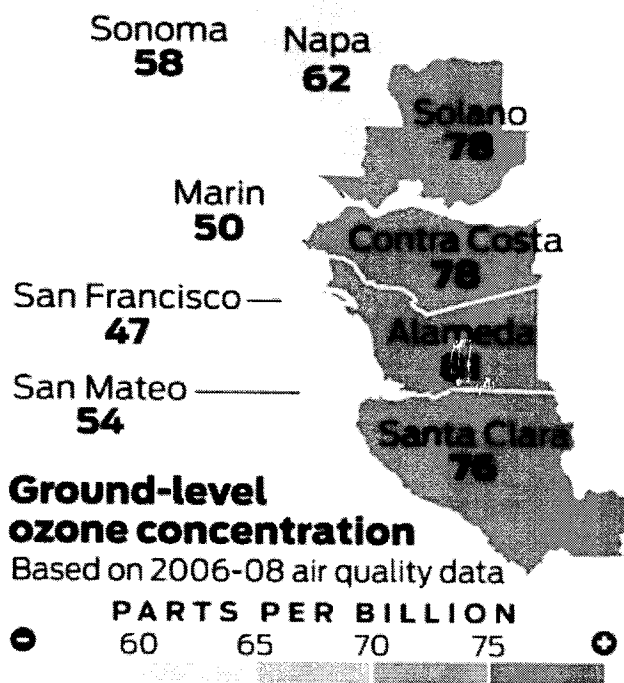 Sonoma
58
Napa
62
Solano
78
Marin
50
Contra Costa
78
San Francisco
47
Alameda
San Mateo
54
Santa Clara
76
Ground-level
ozone concentration
Based on 2006-08 air quality data
PARTS PER BILLION
− 60 65 70 75 +